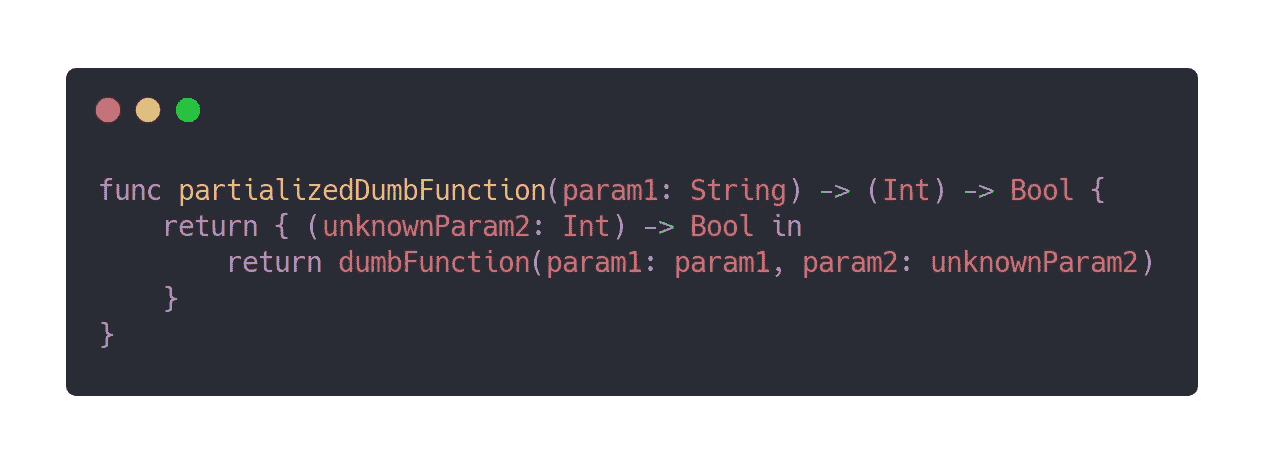 func partializedDumbFunction(param1: String) -> (Int) -> Bool {
    return { (unknownParam2: Int) -> Bool in
        return dumbFunction(param1: param1, param2: unknownParam2)
    }
}